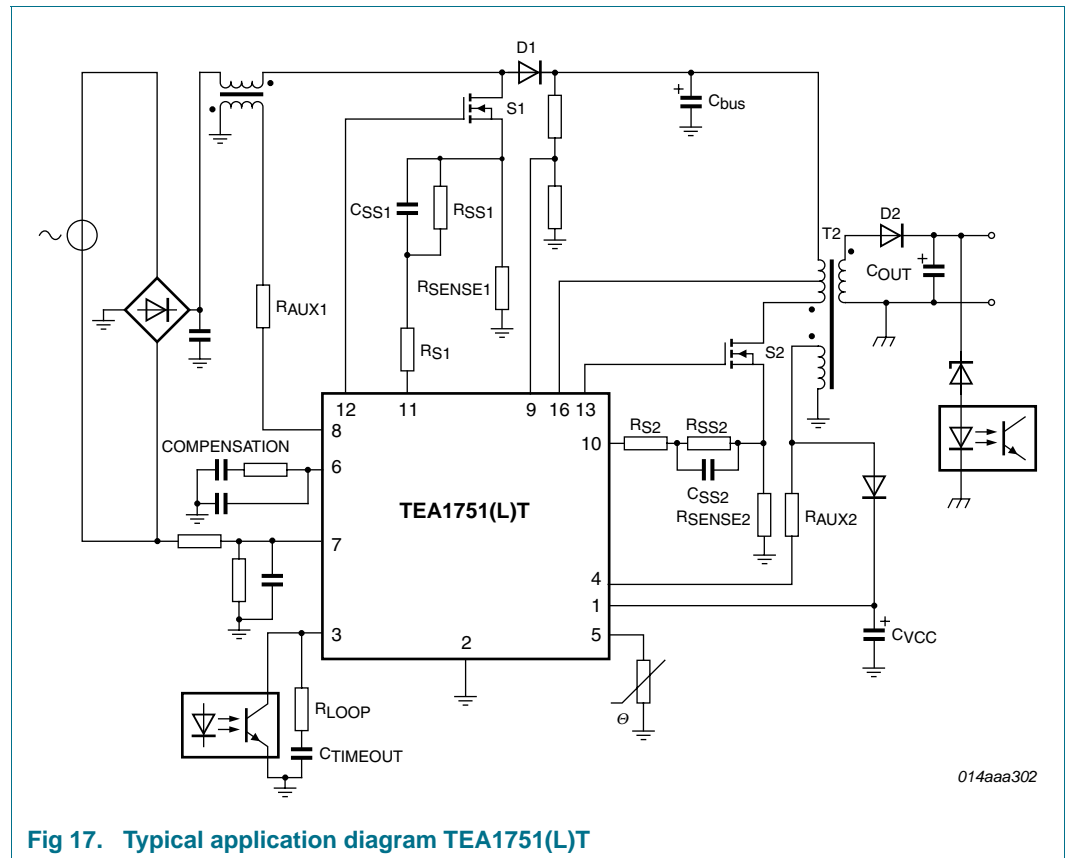 D1
S1
Cbus
CSS1
RSS1
D2
T2
COUT
RSENSE1
RAUX1
S2
RS1
12
11
9
16
13
8
10
RS2
RSS2
COMPENSATION
6
CSS2
TEA1751(L)T
RSENSE2
RAUX2
7
4
1
3
2
5
CVCC
RLOOP
Θ
CTIMEOUT
014aaa302
Fig 17. Typical application diagram TEA1751(L)T